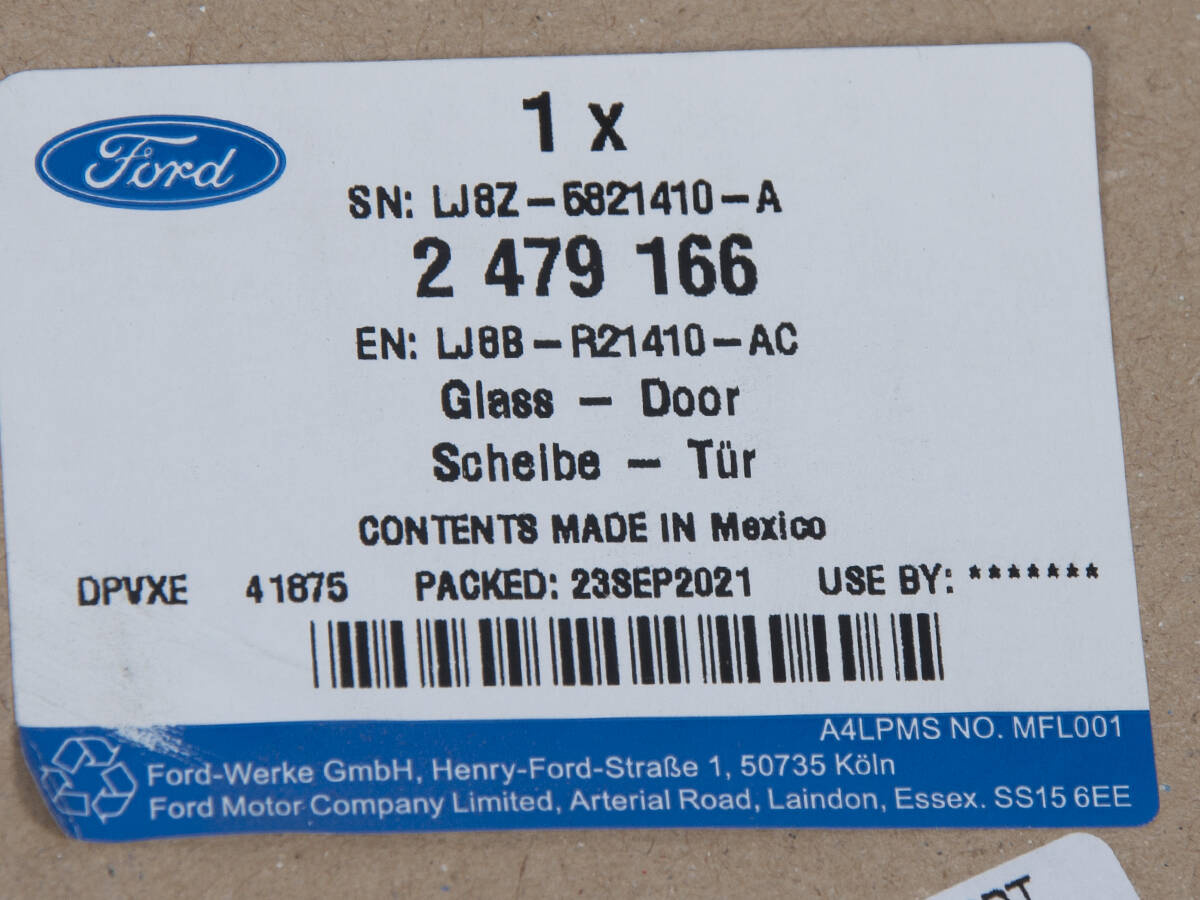 Ford
1 x
SN: LJ8Z-5821410-A
2 479 166
EN: LJ8B-R21410-AC
Glass - Door
Scheibe - Tür
CONTENTS MADE IN Mexico
DPVXE 41875 PACKED: 23SEP2021 USE BY: *******
A4LPMS NO. MFL001
Ford-Werke GmbH, Henry-Ford-Straße 1, 50735 Köln
Ford Motor Company Limited, Arterial Road, Laindon, Essex. SS15 6EE